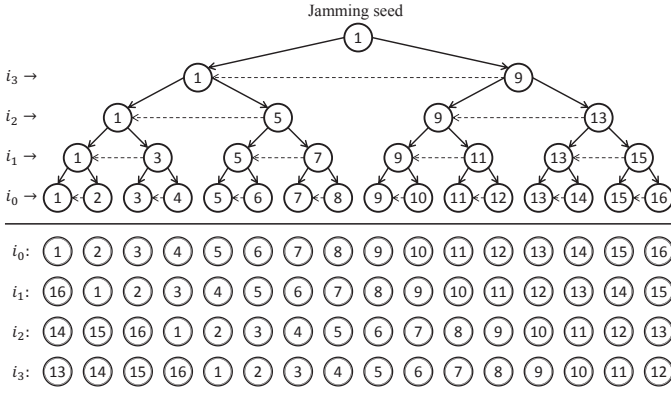 Jamming seed
1
i₃ → 1 9
i₂ → 1 5 9 13
i₁ → 1 3 5 7 9 11 13 15
i₀ → 1 2 3 4 5 6 7 8 9 10 11 12 13 14 15 16
i₀: 1 2 3 4 5 6 7 8 9 10 11 12 13 14 15 16
i₁: 16 1 2 3 4 5 6 7 8 9 10 11 12 13 14 15
i₂: 14 15 16 1 2 3 4 5 6 7 8 9 10 11 12 13
i₃: 13 14 15 16 1 2 3 4 5 6 7 8 9 10 11 12